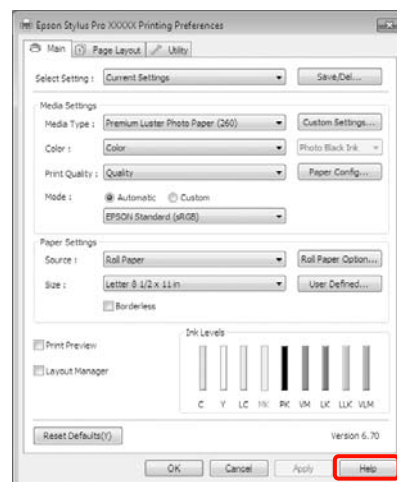 Epson Stylus Pro XXXXX Printing Preferences
Main Page Layout Utility
Select Setting : Current Settings Save/Del...
Media Settings
Media Type : Premium Luster Photo Paper (260) Custom Settings...
Color : Color Photo Black Ink
Print Quality : Quality Paper Config...
Mode : Automatic Custom
EPSON Standard (sRGB)
Paper Settings
Source : Roll Paper Roll Paper Option...
Size : Letter 8 1/2 x 11 in User Defined...
Borderless
Print Preview
Layout Manager
Ink Levels
C Y LC MK PK VM LK LLK VLM
Reset Defaults(Y) Version 6.70
OK Cancel Apply Help